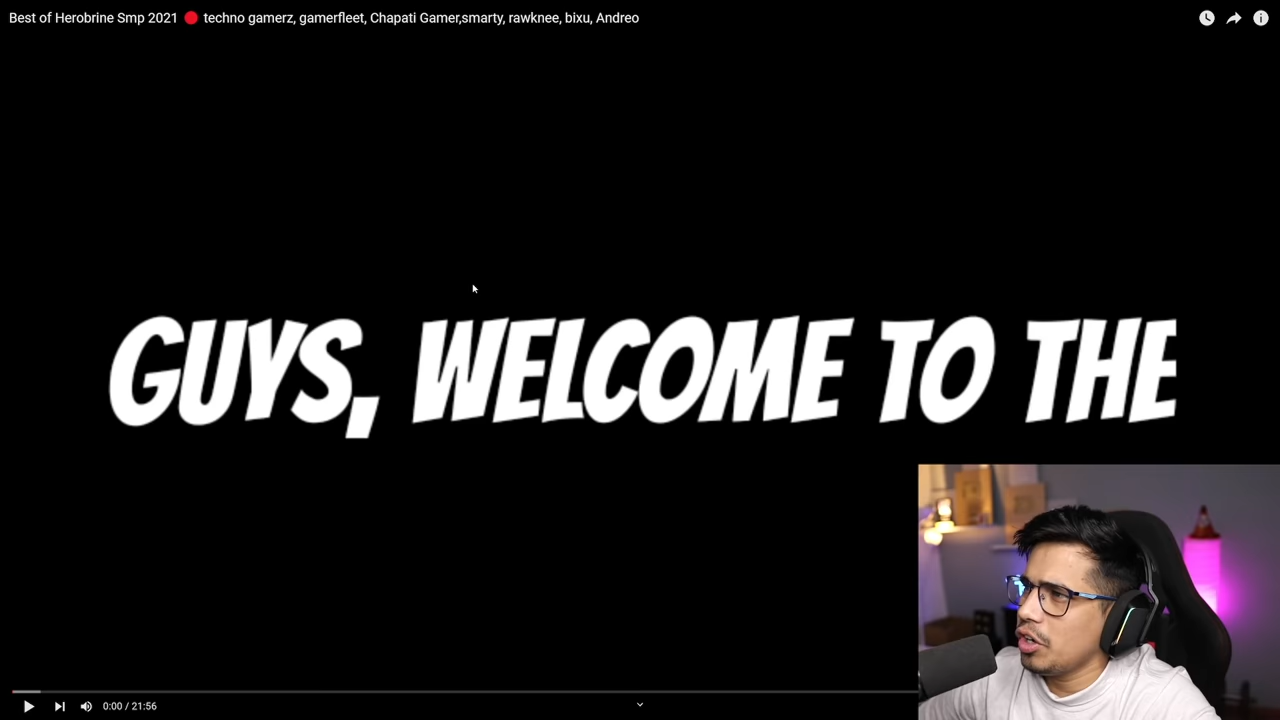 Best of Herobrine Smp 2021 🔴 techno gamerz, gamerfleet, Chapati Gamer,smarty, rawknee, bixu, Andreo
GUYS, WELCOME TO THE
0:00 / 21:56